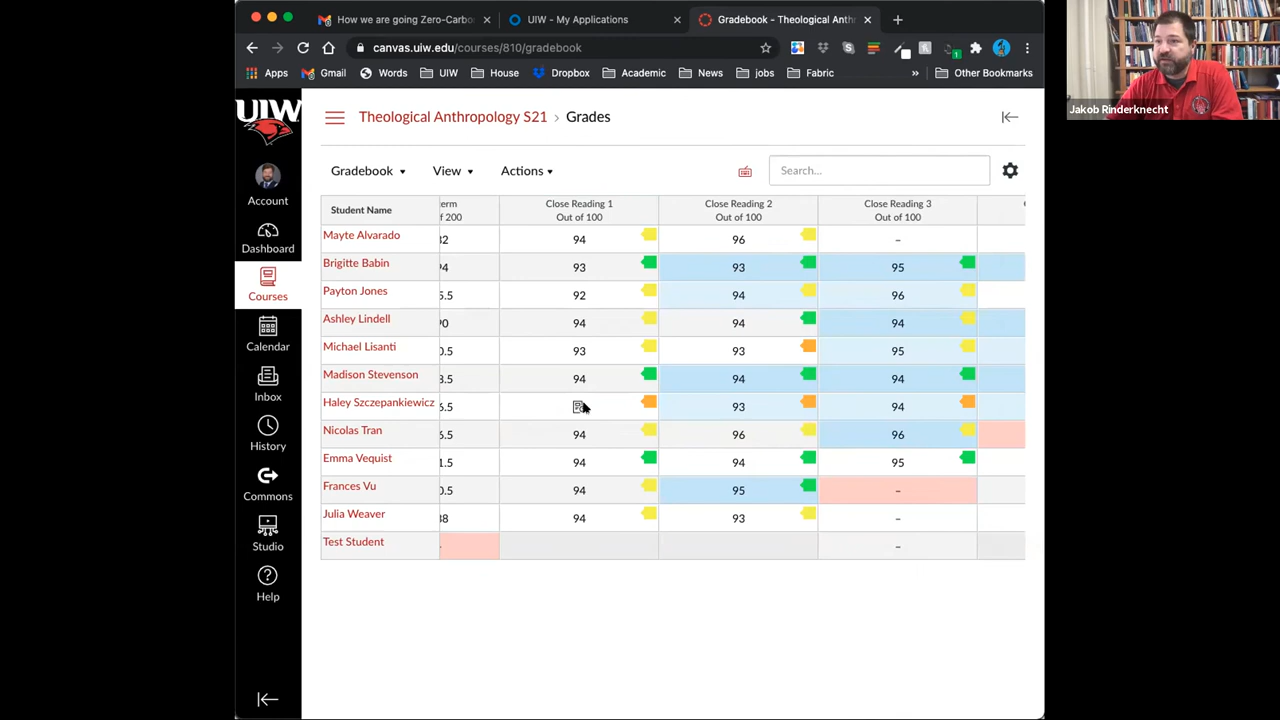 How we are going Zero-Carbo
UIW - My Applications
Gradebook - Theological Anth
canvas.uiw.edu/courses/810/gradebook
Apps
Gmail
Words
UIW
House
Dropbox
Academic
News
jobs
Fabric
»
Other Bookmarks
Jakob Rinderknecht
UIW
Account
Dashboard
Courses
Calendar
Inbox
History
Commons
Studio
Help
Theological Anthropology S21 › Grades
Gradebook
View
Actions
Search...
Student Name
erm
f 200
Close Reading 1
Out of 100
Close Reading 2
Out of 100
Close Reading 3
Out of 100
Mayte Alvarado 32 94 96 –
Brigitte Babin 4 93 93 95
Payton Jones 5.5 92 94 96
Ashley Lindell 0 94 94 94
Michael Lisanti 0.5 93 93 95
Madison Stevenson 3.5 94 94 94
Haley Szczepankiewicz 6.5 93 94
Nicolas Tran 6.5 94 96 96
Emma Vequist 1.5 94 94 95
Frances Vu 0.5 94 95 –
Julia Weaver 38 94 93 –
Test Student - –